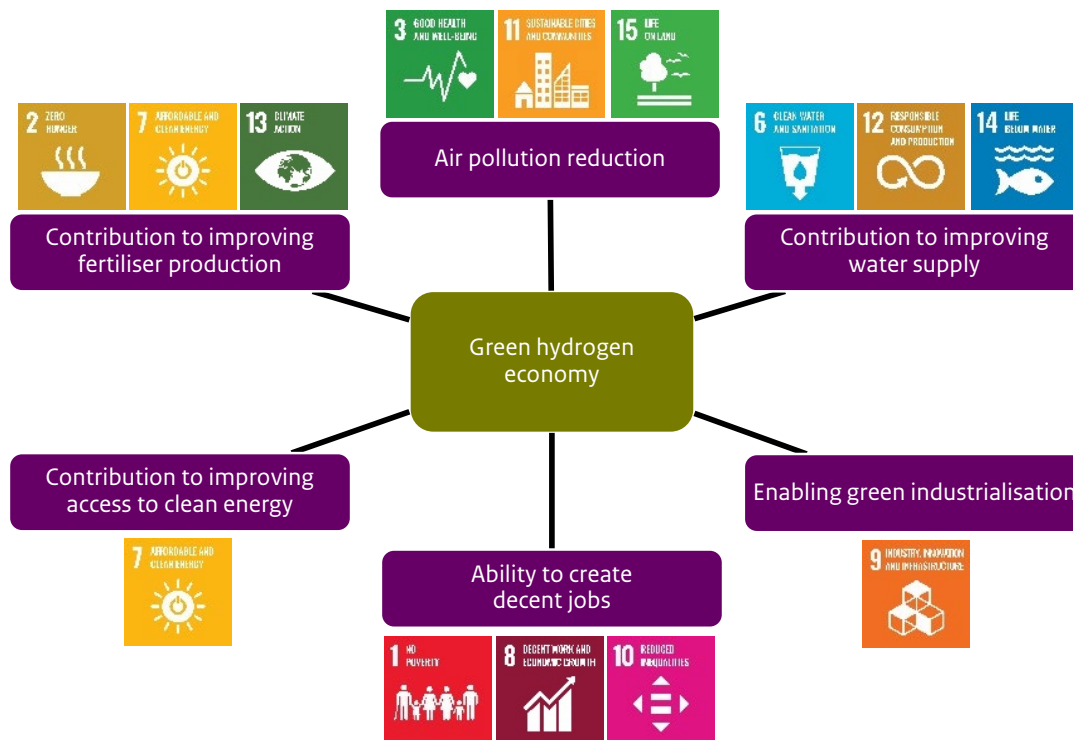 3 GOOD HEALTH
AND WELL-BEING
11 SUSTAINABLE CITIES
AND COMMUNITIES
15 LIFE
ON LAND
Air pollution reduction
2 ZERO
HUNGER
7 AFFORDABLE AND
CLEAN ENERGY
13 CLIMATE
ACTION
Contribution to improving
fertiliser production
6 CLEAN WATER
AND SANITATION
12 RESPONSIBLE
CONSUMPTION
AND PRODUCTION
14 LIFE
BELOW WATER
Contribution to improving
water supply
Green hydrogen
economy
Contribution to improving
access to clean energy
7 AFFORDABLE AND
CLEAN ENERGY
Ability to create
decent jobs
1 NO
POVERTY
8 DECENT WORK AND
ECONOMIC GROWTH
10 REDUCED
INEQUALITIES
Enabling green industrialisation
9 INDUSTRY, INNOVATION
AND INFRASTRUCTURE